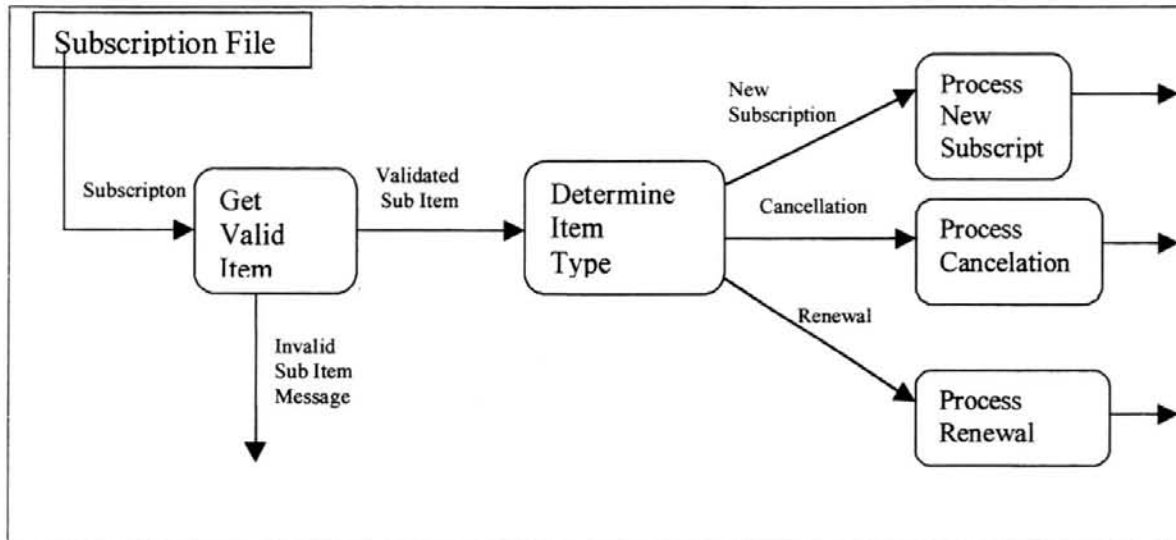 Subscription File
Subscripton
Get
Valid
Item
Validated
Sub Item
Invalid
Sub Item
Message
Determine
Item
Type
New
Subscription
Cancellation
Renewal
Process
New
Subscript
Process
Cancelation
Process
Renewal